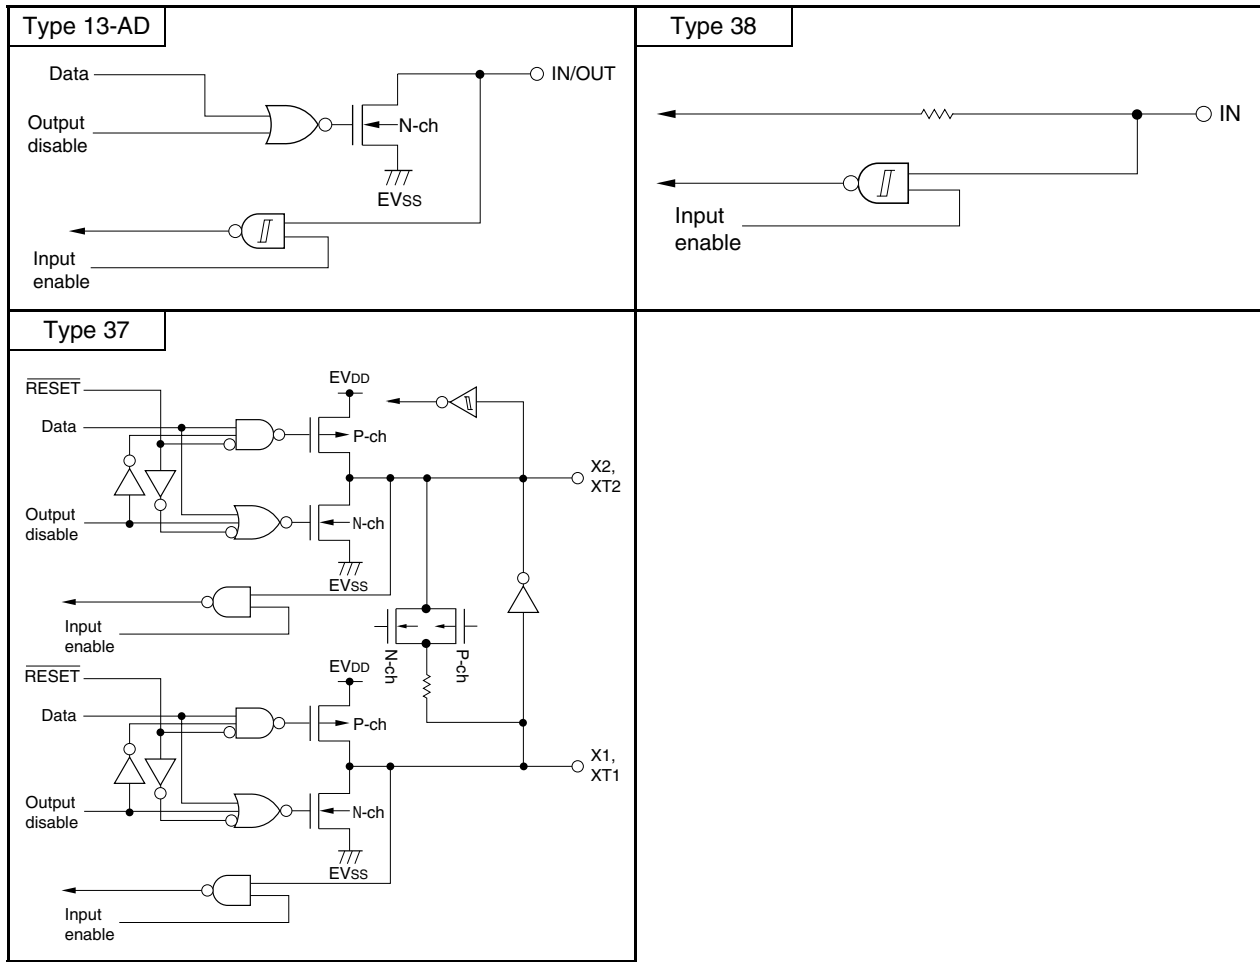 Type 13-AD
Data
IN/OUT
Output
disable
N-ch
EVSS
Input
enable
Type 38
IN
Input
enable
Type 37
RESET
EVDD
Data
P-ch
X2,
XT2
Output
disable
N-ch
EVSS
Input
enable
N-ch
P-ch
RESET
EVDD
Data
P-ch
X1,
XT1
Output
disable
N-ch
EVSS
Input
enable